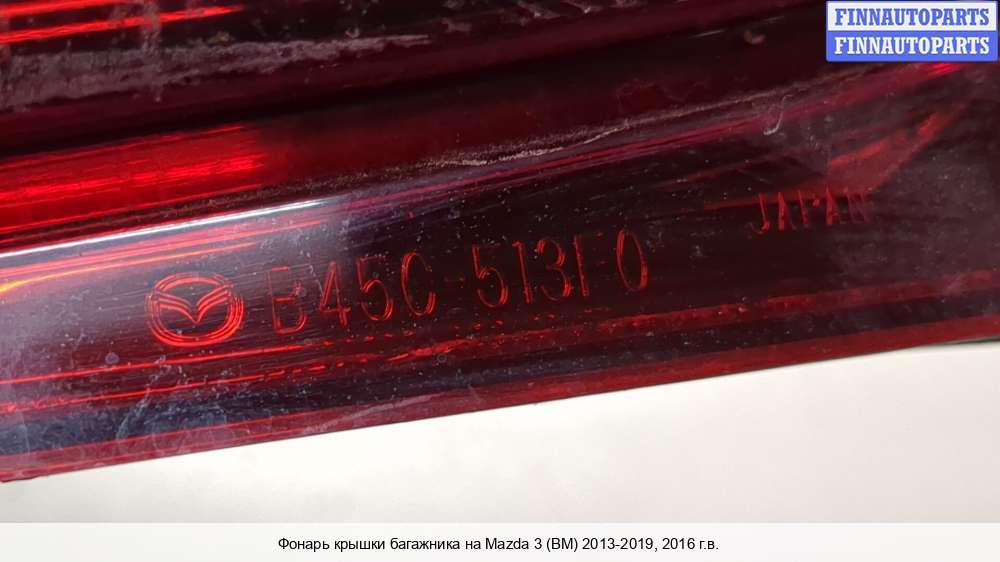 FINNAUTOPARTS
FINNAUTOPARTS
JAPAN
B45C-513F0
Фонарь крышки багажника на Mazda 3 (BM) 2013-2019, 2016 г.в.